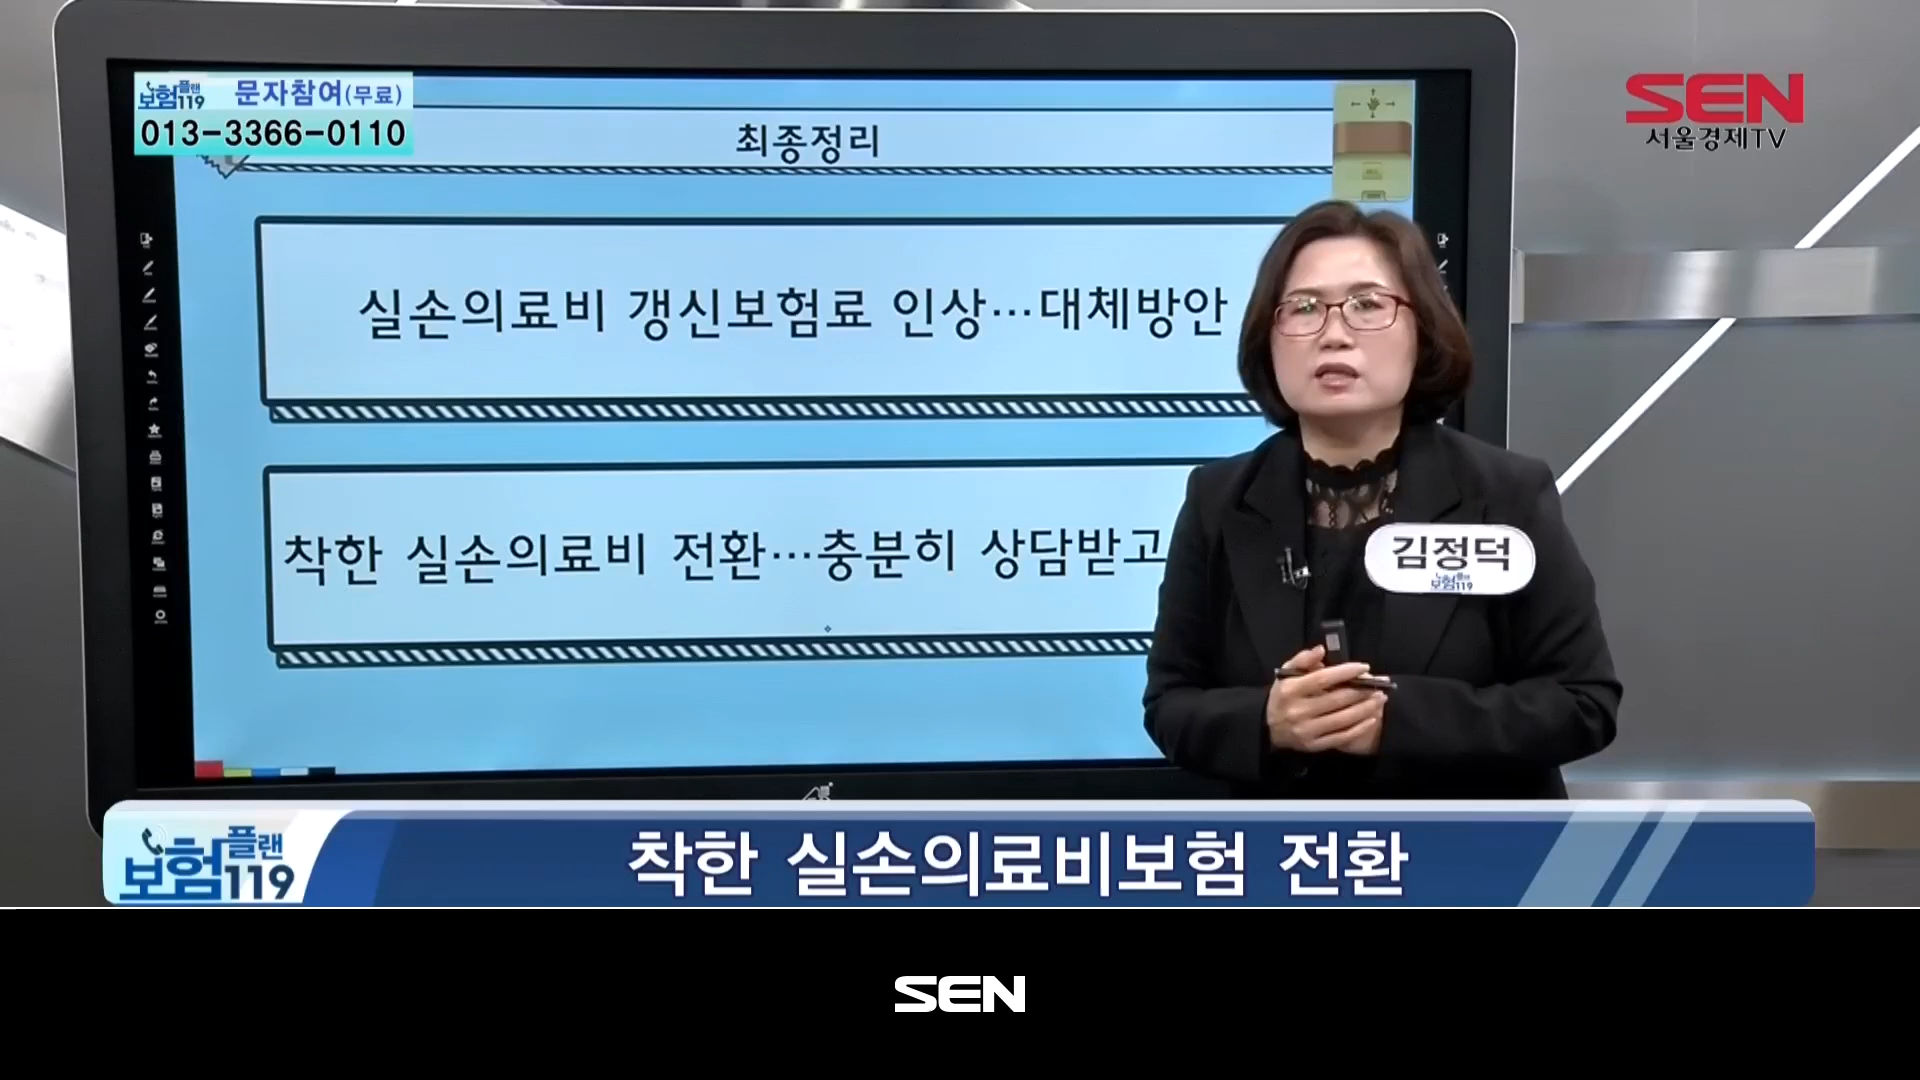 보험플랜119 문자참여(무료)
013-3366-0110
SEN
서울경제TV
최종정리
실손의료비 갱신보험료 인상…대체방안
착한 실손의료비 전환…충분히 상담받고
김정덕
보험플랜119
보험플랜119
착한 실손의료비보험 전환
SEN